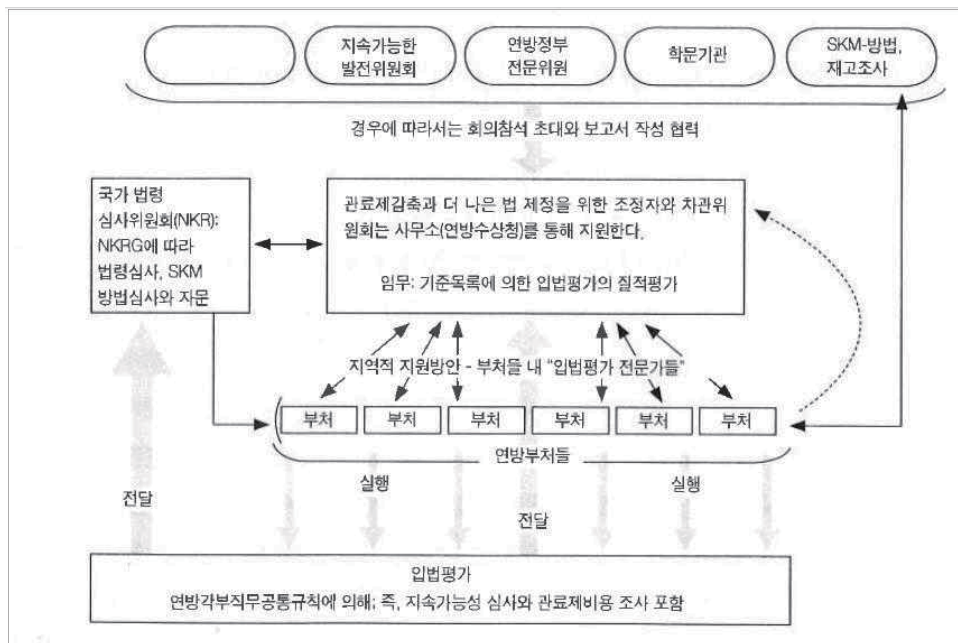 지속가능한
발전위원회
연방정부
전문위원
학문기관
SKM-방법,
재고조사
경우에 따라서는 회의참석 초대와 보고서 작성 협력
국가 법령
심사위원회(NKR):
NKRG에 따라
법령심사, SKM
방법심사와 자문
관료제감축과 더 나은 법 제정을 위한 조정자와 차관위
원회는 사무소(연방수상청)를 통해 지원한다.
임무: 기준목록에 의한 입법평가의 질적평가
지역적 지원방안 - 부처들 내 "입법평가 전문가들"
부처
부처
부처
부처
부처
부처
연방부처들
실행
실행
전달
전달
입법평가
연방각부직무공통규칙에 의해; 즉, 지속가능성 심사와 관료제비용 조사 포함